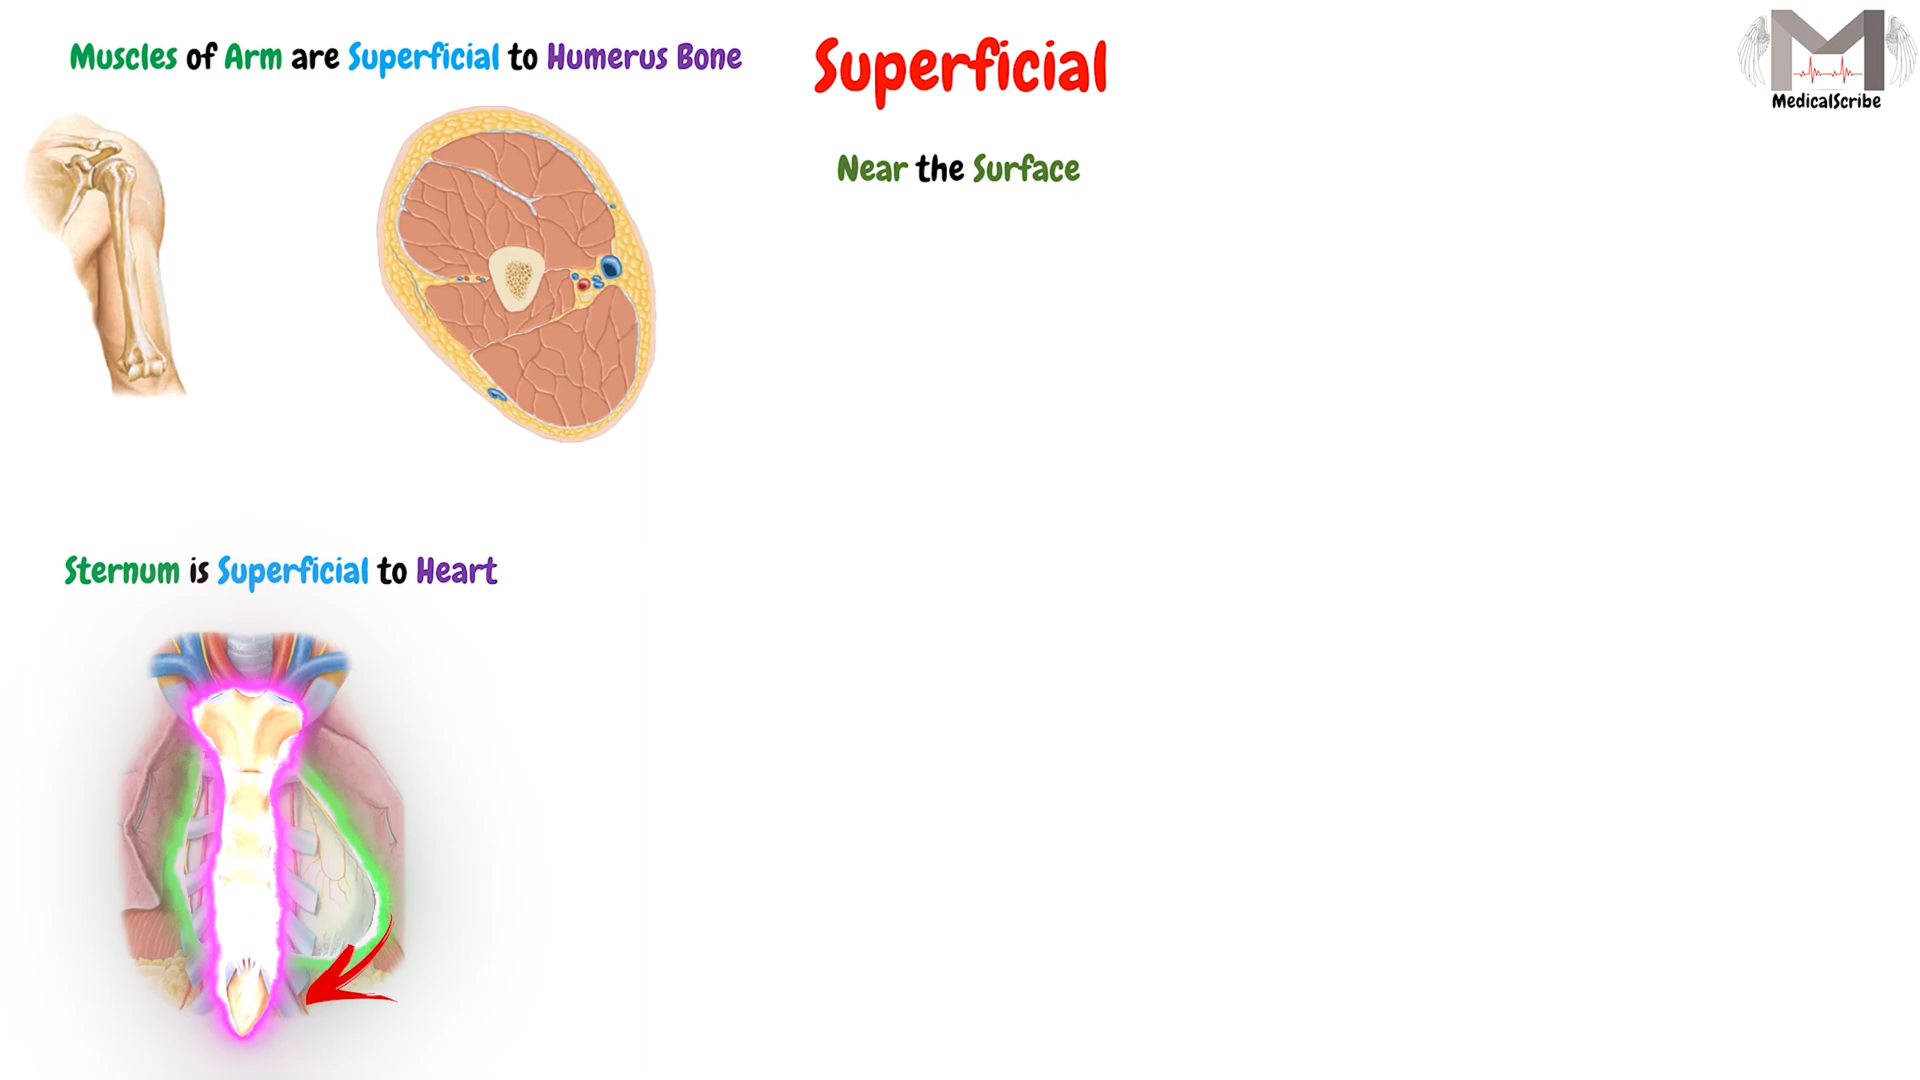 Muscles of Arm are Superficial to Humerus Bone
Superficial
Near the Surface
MedicalScribe
Sternum is Superficial to Heart